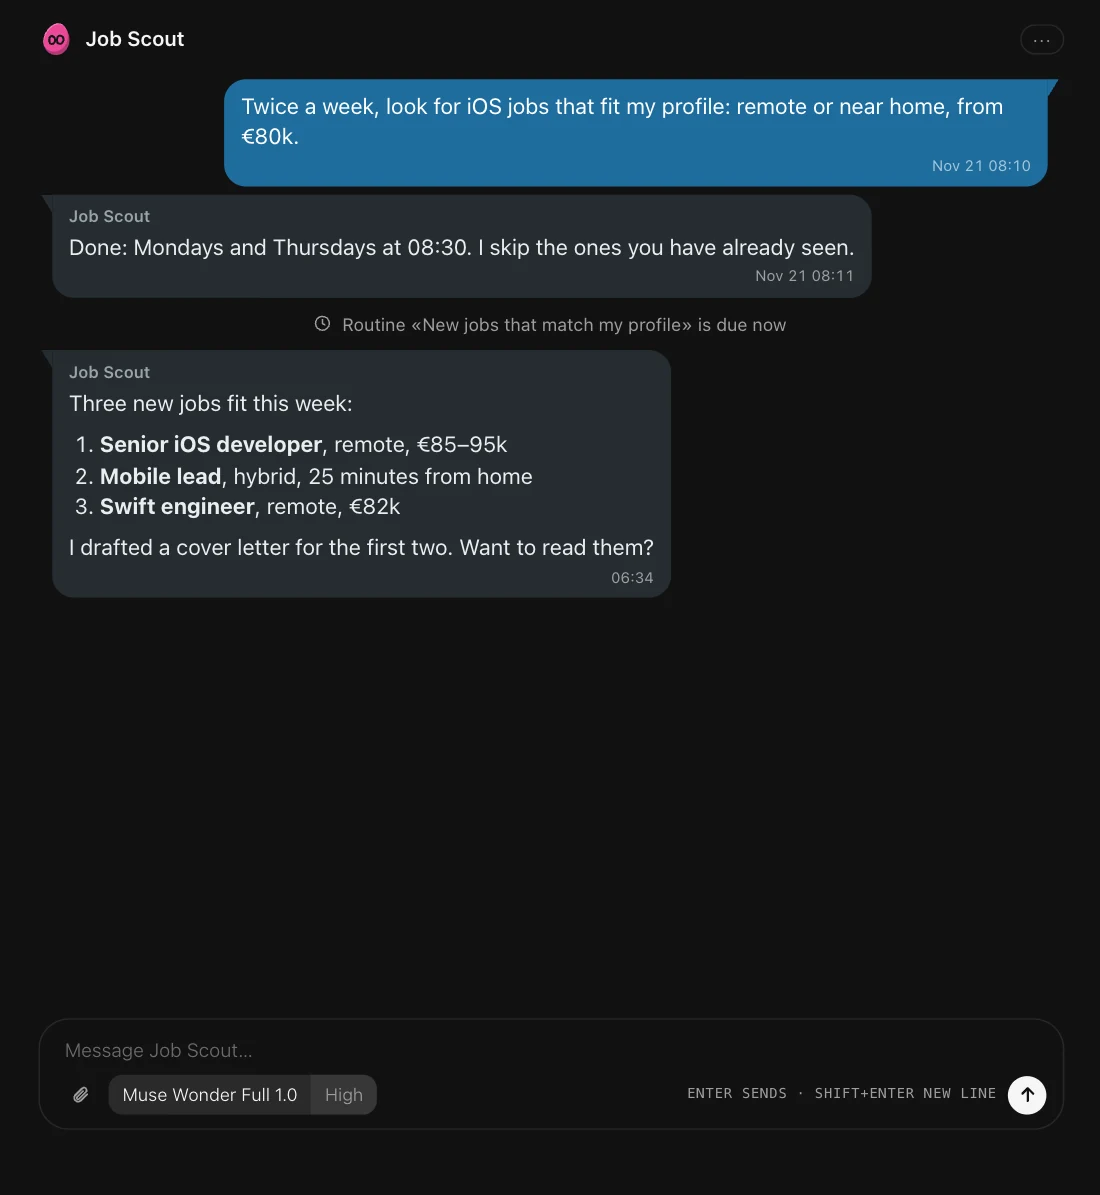 Job Scout
...
Twice a week, look for iOS jobs that fit my profile: remote or near home, from
€80k.
Nov 21 08:10
Job Scout
Done: Mondays and Thursdays at 08:30. I skip the ones you have already seen.
Nov 21 08:11
Routine «New jobs that match my profile» is due now
Job Scout
Three new jobs fit this week:
1. Senior iOS developer, remote, €85–95k
2. Mobile lead, hybrid, 25 minutes from home
3. Swift engineer, remote, €82k
I drafted a cover letter for the first two. Want to read them?
06:34
Message Job Scout...
Muse Wonder Full 1.0 High
ENTER SENDS · SHIFT+ENTER NEW LINE